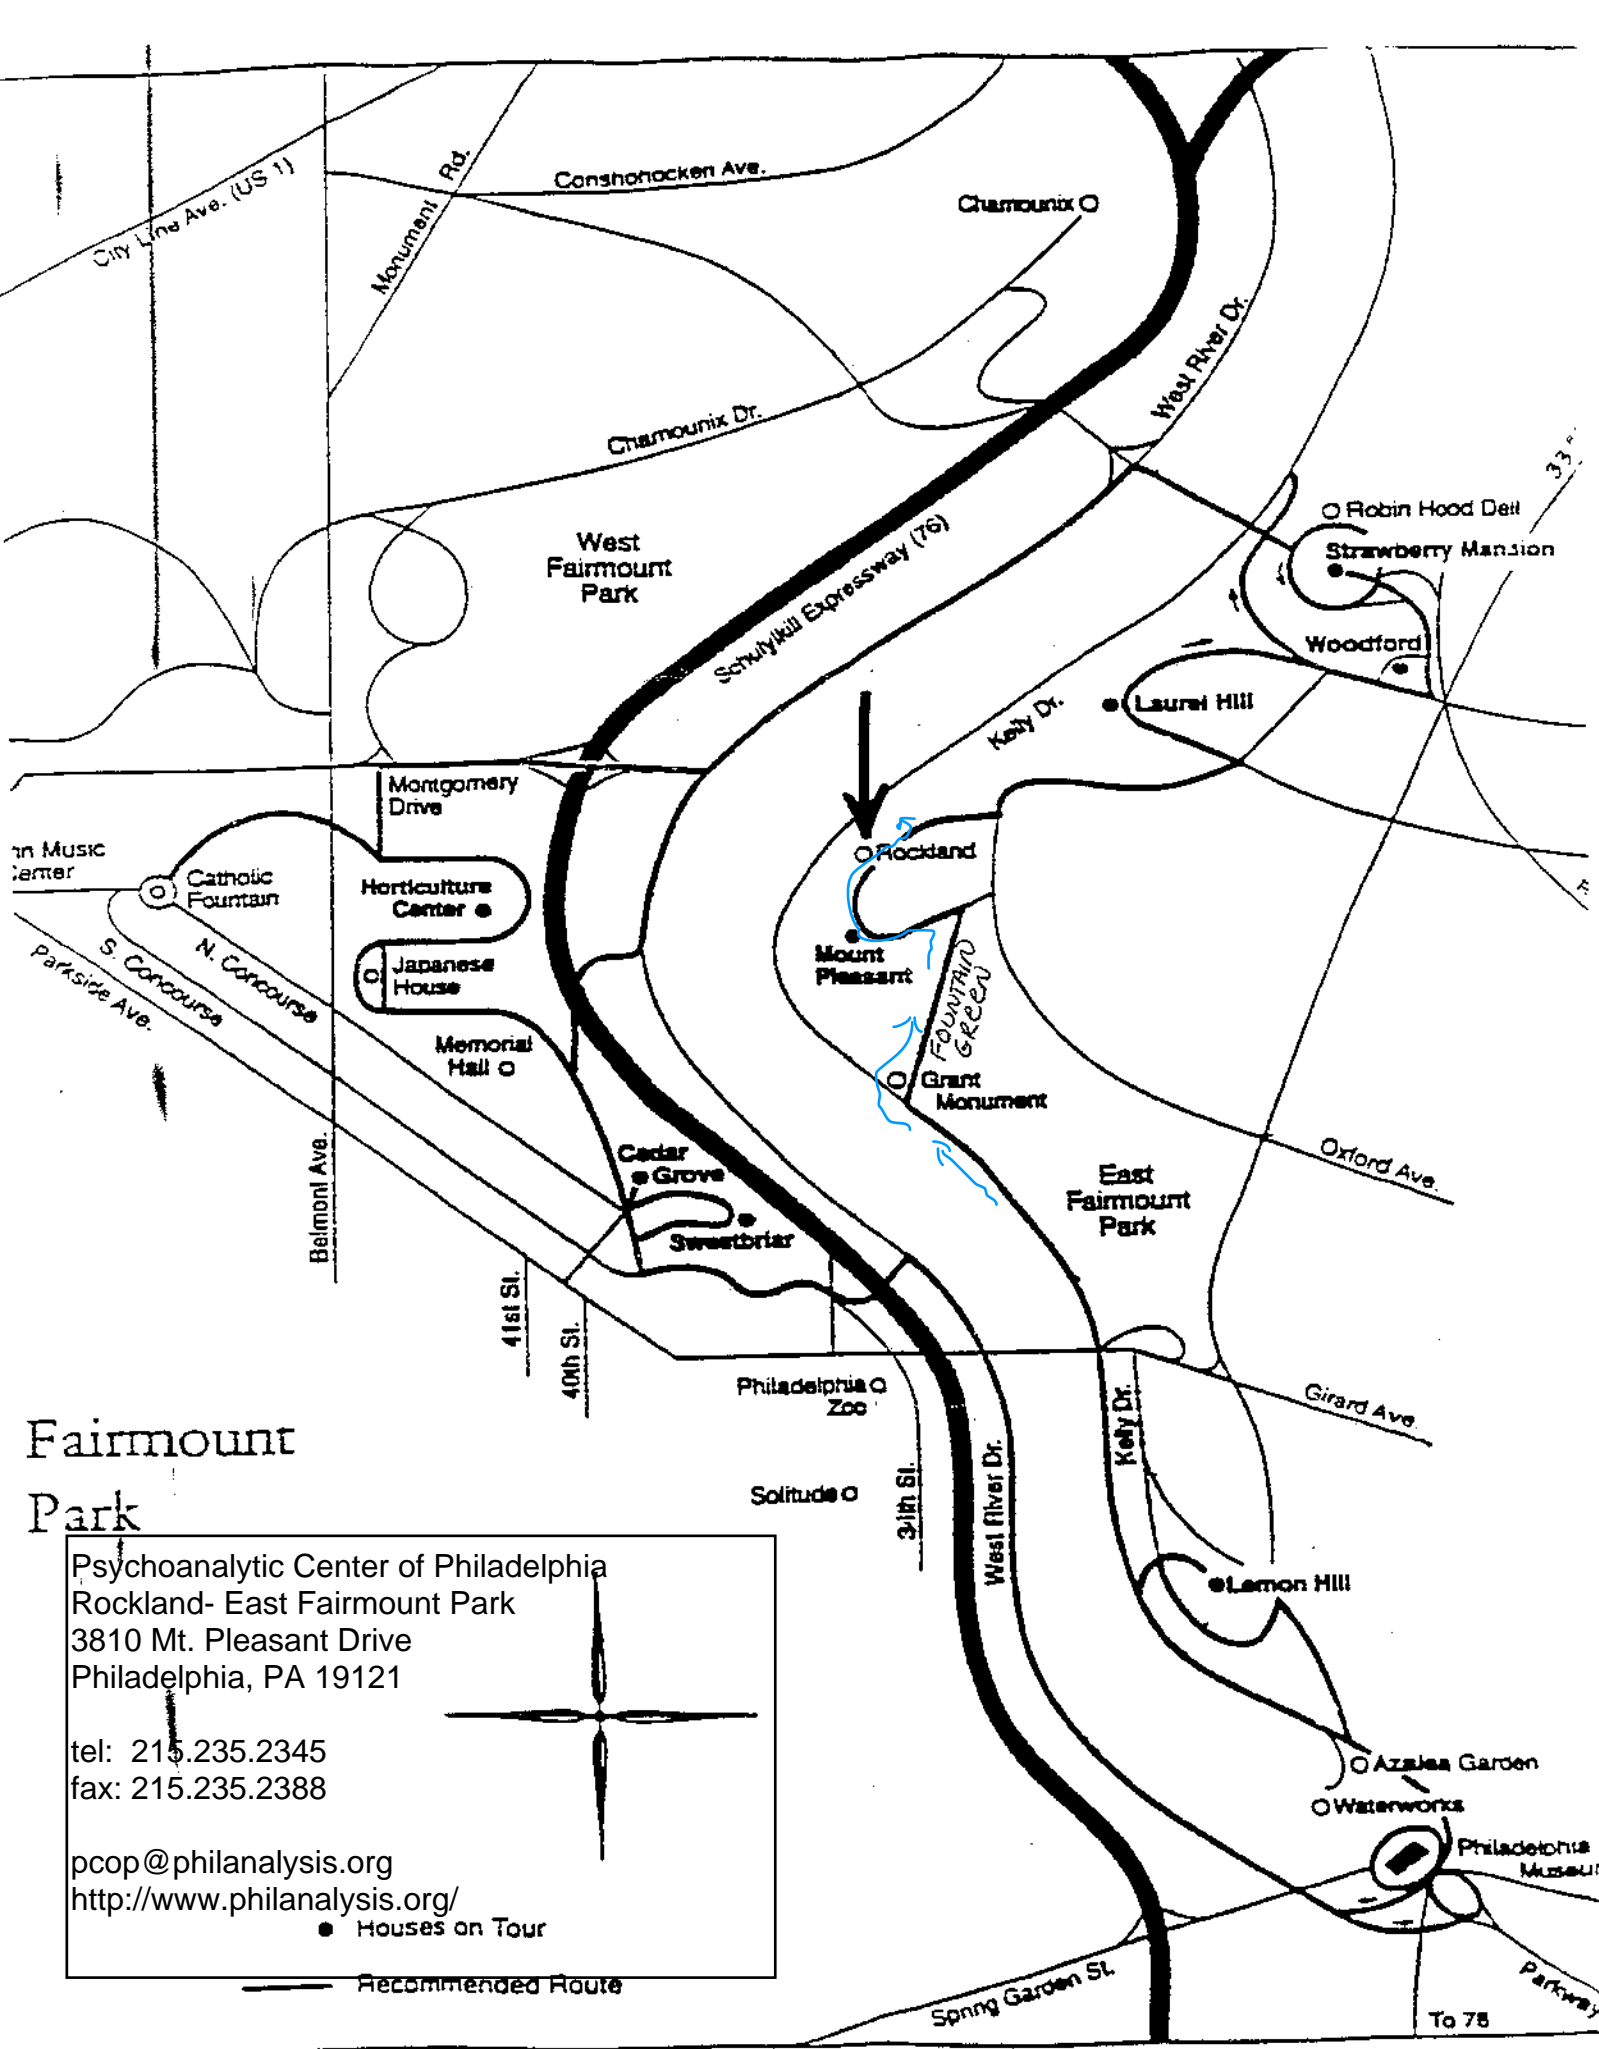 City Line Ave. (US 1)
Monument Rd.
Conshohocken Ave.
Chamounix
West River Dr.
Chamounix Dr.
33
Robin Hood Dell
Strawberry Mansion
West
Fairmount
Park
Schuylkill Expressway (76)
Woodford
Laurel Hill
Kelly Dr.
Montgomery
Drive
Music
Center
Catholic
Fountain
Horticulture
Center
Rockland
Mount
Pleasant
FOUNTAIN
GREEN
Parkside Ave.
S. Concourse
N. Concourse
Japanese
House
Memorial
Hall
Grant
Monument
Belmont Ave.
Cedar
Grove
Sweetbriar
East
Fairmount
Park
Oxford Ave.
41st St.
40th St.
Philadelphia
Zoo
Girard Ave.
Kelly Dr.
Solitude
34th St.
West River Dr.
Lemon Hill
Fairmount
Park
Psychoanalytic Center of Philadelphia
Rockland- East Fairmount Park
3810 Mt. Pleasant Drive
Philadelphia, PA 19121
tel: 215.235.2345
fax: 215.235.2388
pcop@philanalysis.org
http://www.philanalysis.org/
Houses on Tour
Recommended Route
Azalea Garden
Waterworks
Philadelphia
Museu
Spring Garden St.
Parkway
To 76